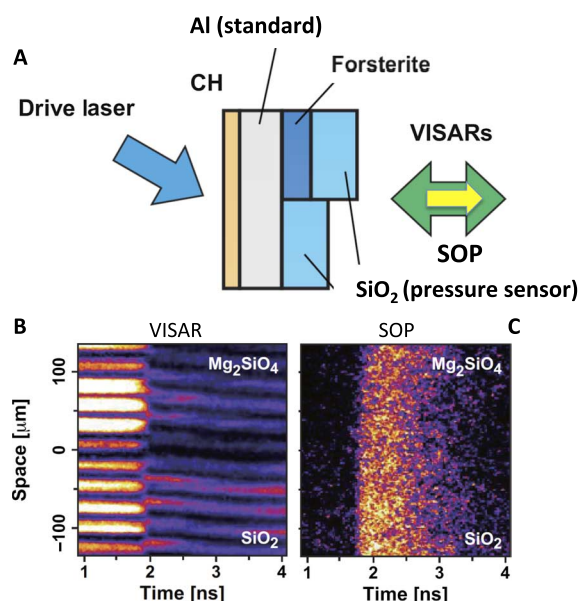 Al (standard)
A
Forsterite
CH
Drive laser
VISARs
SOP
SiO₂ (pressure sensor)
B
VISAR
SOP
C
Space [μm]
100
0
−100
Mg₂SiO₄
SiO₂
Mg₂SiO₄
SiO₂
1
2
3
4
1
2
3
4
Time [ns]
Time [ns]